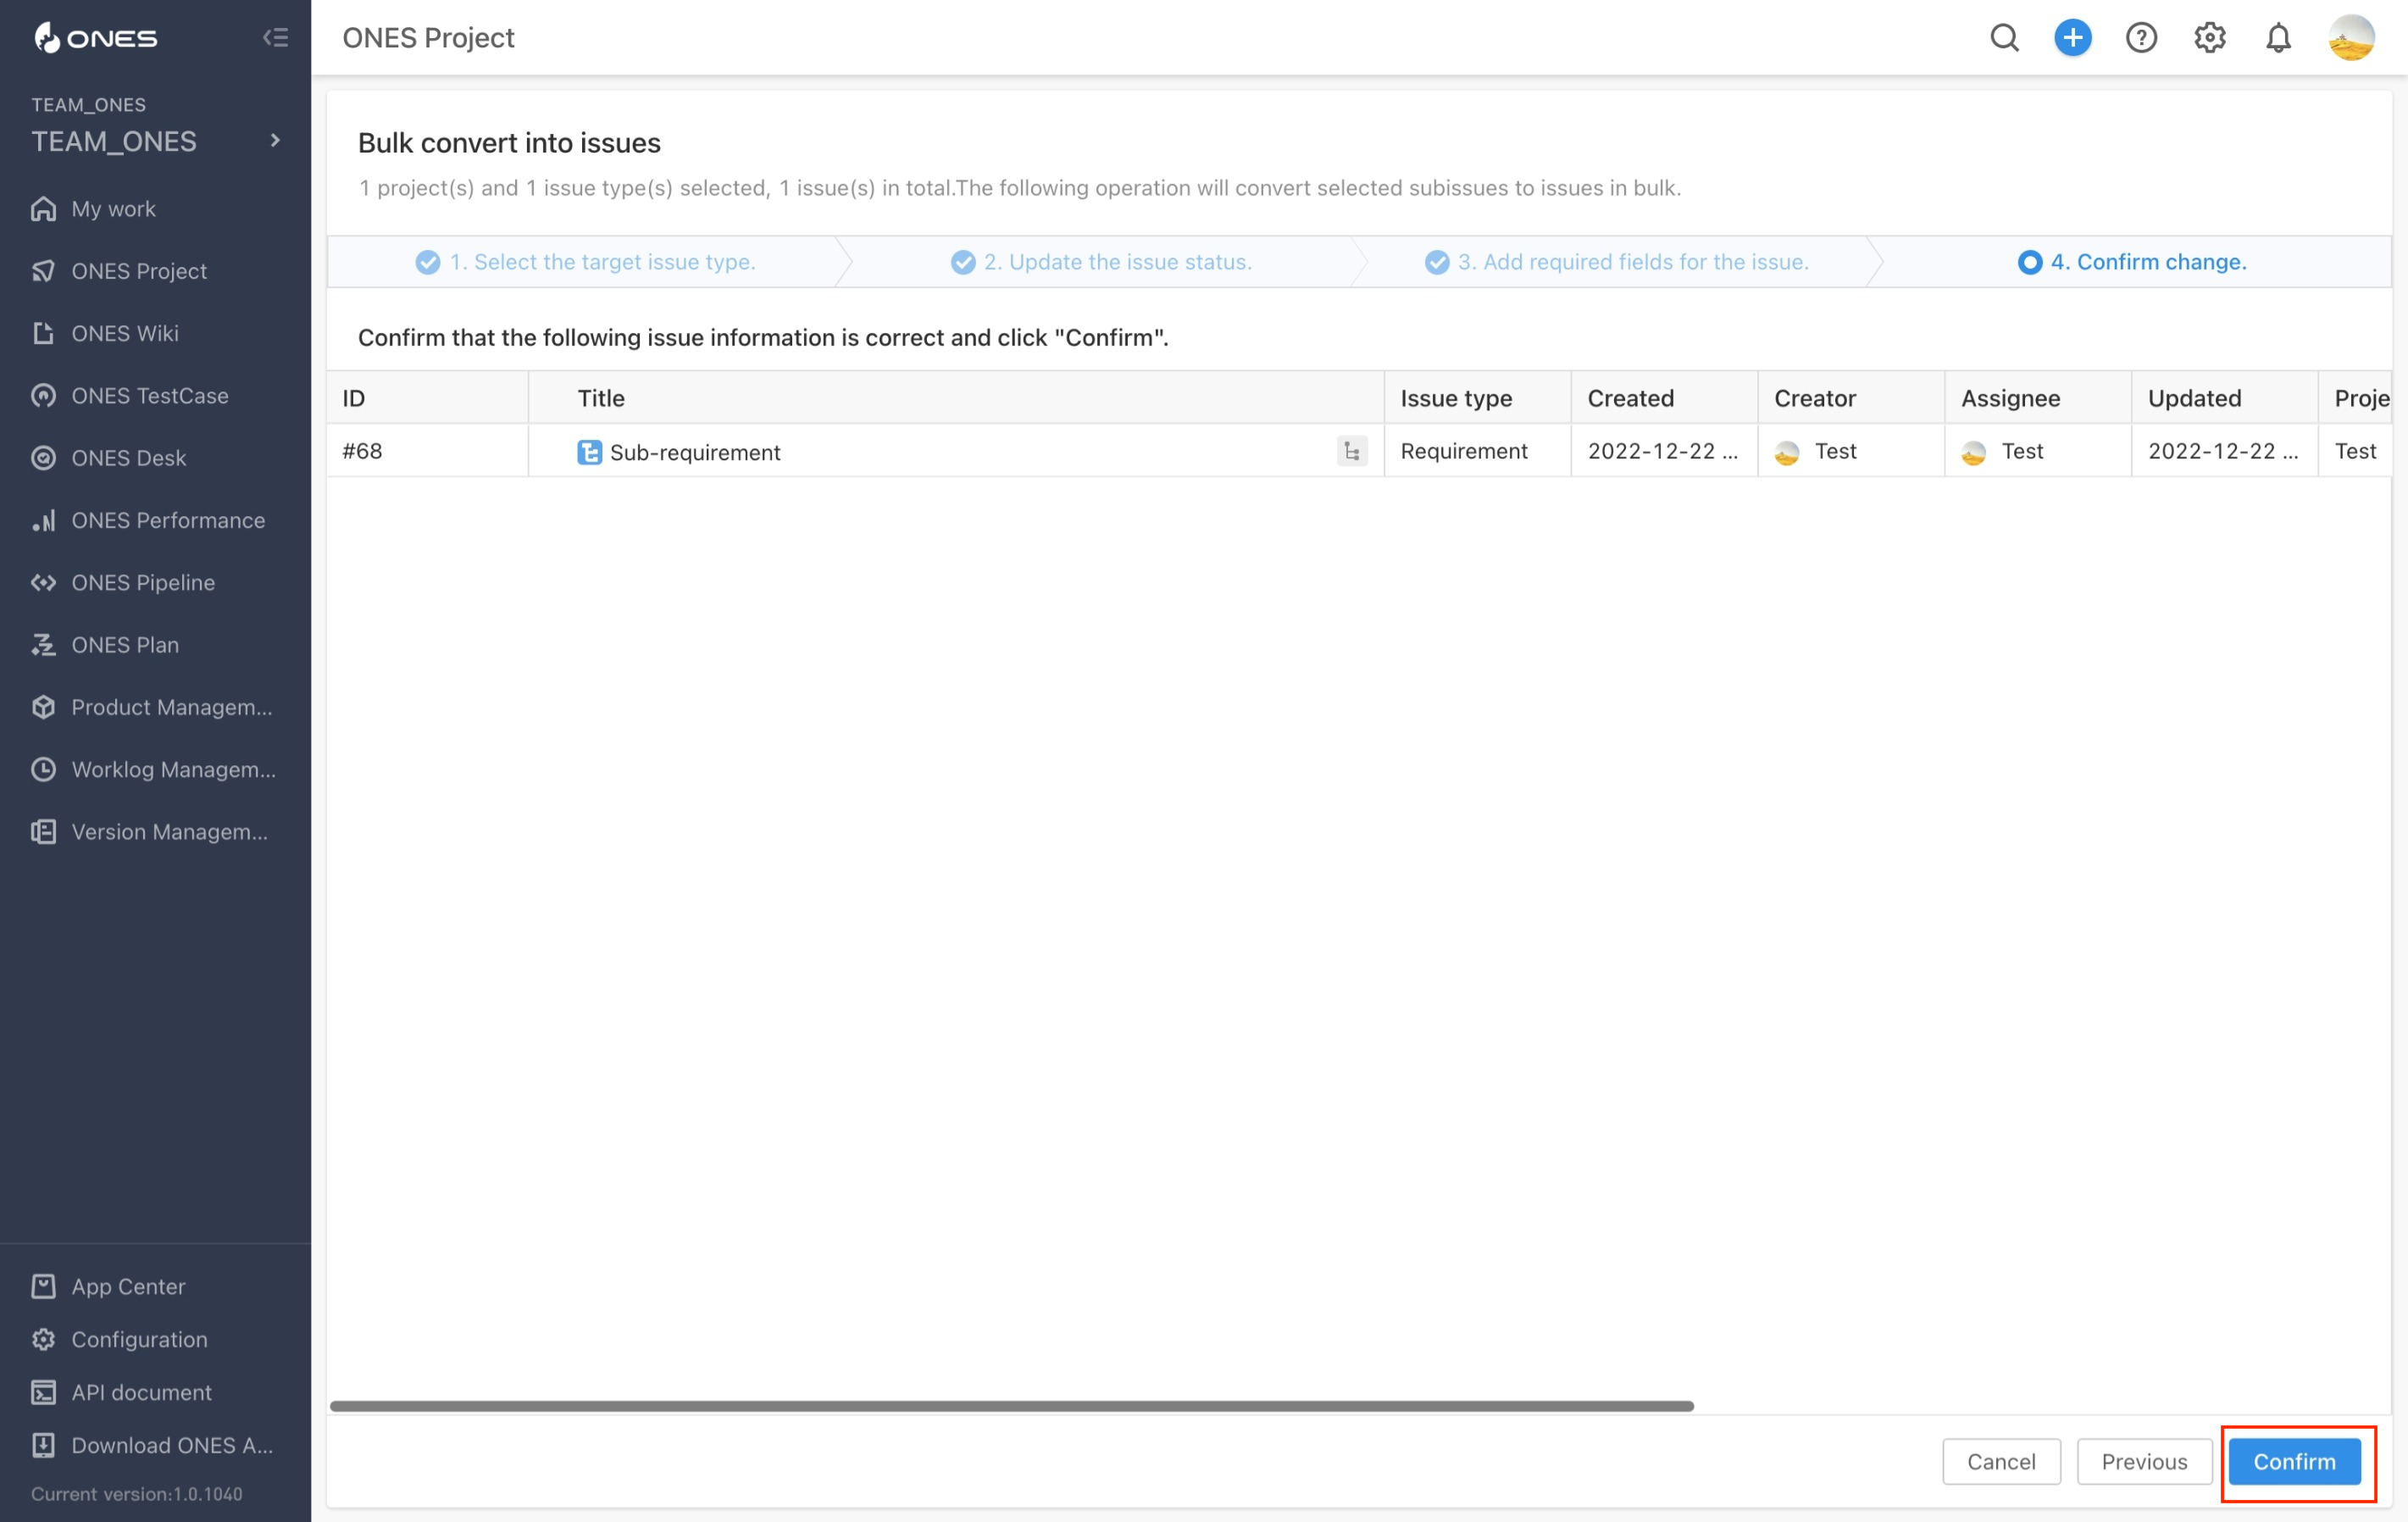 ONES
TEAM_ONES
TEAM_ONES
My work
ONES Project
ONES Wiki
ONES TestCase
ONES Desk
ONES Performance
ONES Pipeline
ONES Plan
Product Managem...
Worklog Managem...
Version Managem...
App Center
Configuration
API document
Download ONES A...
Current version:1.0.1040
ONES Project
Bulk convert into issues
1 project(s) and 1 issue type(s) selected, 1 issue(s) in total.The following operation will convert selected subissues to issues in bulk.
1. Select the target issue type. 2. Update the issue status. 3. Add required fields for the issue. 4. Confirm change.
Confirm that the following issue information is correct and click "Confirm".
ID Title Issue type Created Creator Assignee Updated Proje
#68 Sub-requirement Requirement 2022-12-22 ... Test Test 2022-12-22 ... Test
Cancel Previous Confirm